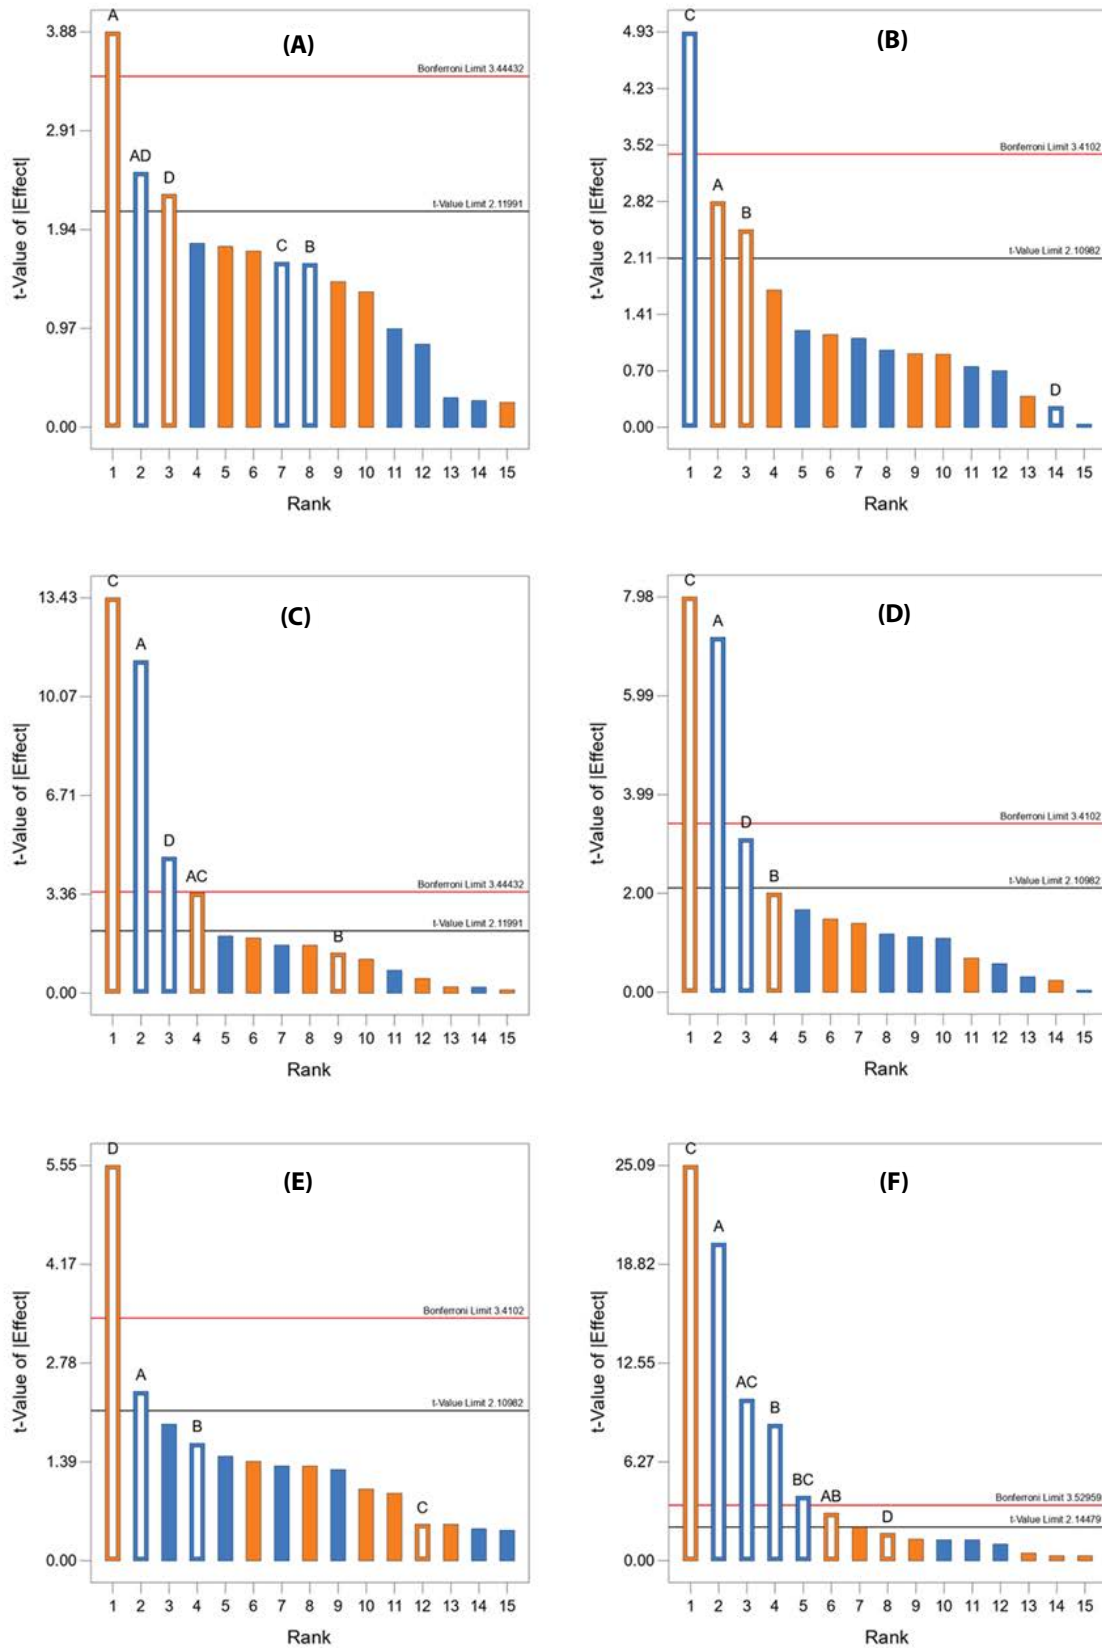 A
3.88
(A)
Bonferroni Limit 3.44432
2.91
AD
D
t-Value Limit 2.11991
1.94
C B
0.97
0.00
1 2 3 4 5 6 7 8 9 10 11 12 13 14 15
Rank
t-Value of |Effect|
C
4.93
(B)
4.23
3.52
Bonferroni Limit 3.4102
2.82
A
B
t-Value Limit 2.10982
2.11
1.41
0.70
D
0.00
1 2 3 4 5 6 7 8 9 10 11 12 13 14 15
Rank
t-Value of |Effect|
C
13.43
(C)
A
10.07
6.71
D
AC
Bonferroni Limit 3.44432
3.36
t-Value Limit 2.11991
B
0.00
1 2 3 4 5 6 7 8 9 10 11 12 13 14 15
Rank
t-Value of |Effect|
C
7.98
(D)
A
5.99
3.99
Bonferroni Limit 3.4102
D
t-Value Limit 2.10982
2.00
B
0.00
1 2 3 4 5 6 7 8 9 10 11 12 13 14 15
Rank
t-Value of |Effect|
D
5.55
(E)
4.17
Bonferroni Limit 3.4102
2.78
A
t-Value Limit 2.10982
B
1.39
C
0.00
1 2 3 4 5 6 7 8 9 10 11 12 13 14 15
Rank
t-Value of |Effect|
C
25.09
(F)
A
18.82
12.55
AC
B
6.27
BC
AB
Bonferroni Limit 3.52959
D
t-Value Limit 2.14479
0.00
1 2 3 4 5 6 7 8 9 10 11 12 13 14 15
Rank
t-Value of |Effect|